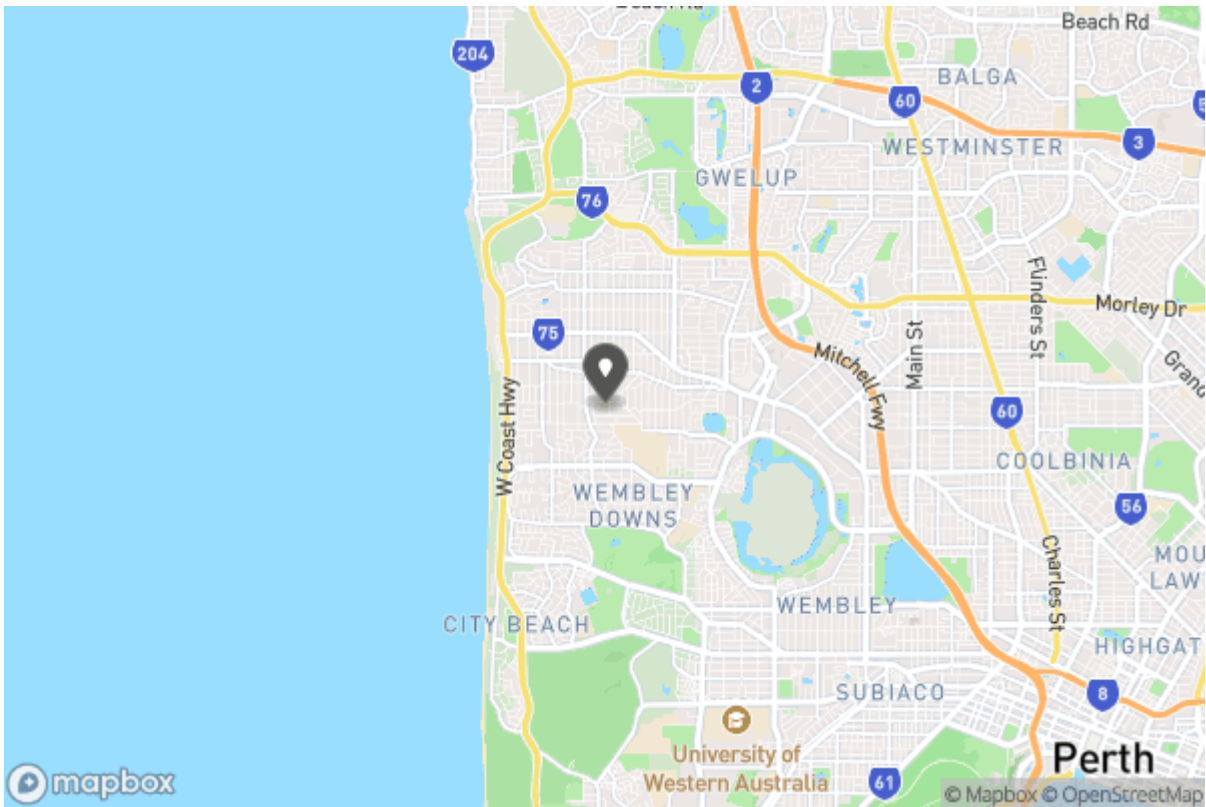 Beach Rd
204
2
BALGA
60
3
WESTMINSTER
GWELUP
76
Flinders St
Morley Dr
75
Main St
Mitchell Fwy
W Coast Hwy
60
COOLBINIA
WEMBLEY
DOWNS
56
Charles St
WEMBLEY
CITY BEACH
SUBIACO
8
University of
Western Australia
61
Perth
mapbox
© Mapbox © OpenStreetMap